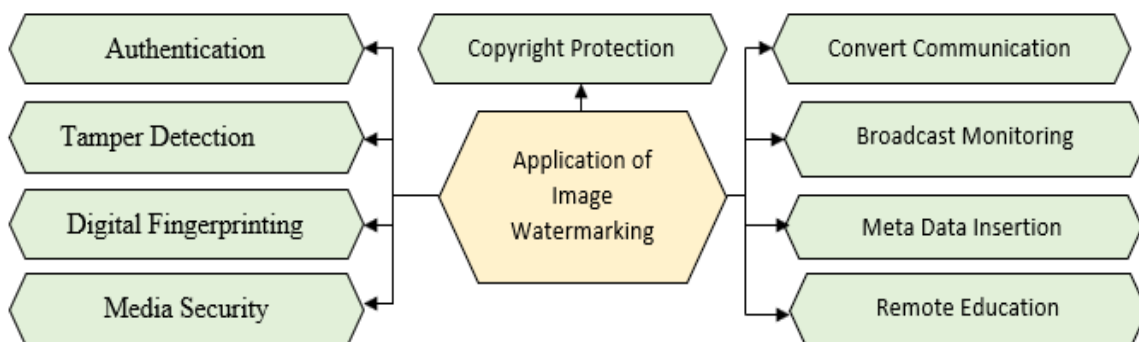 Authentication
Copyright Protection
Convert Communication
Tamper Detection
Application of
Image
Watermarking
Broadcast Monitoring
Digital Fingerprinting
Meta Data Insertion
Media Security
Remote Education